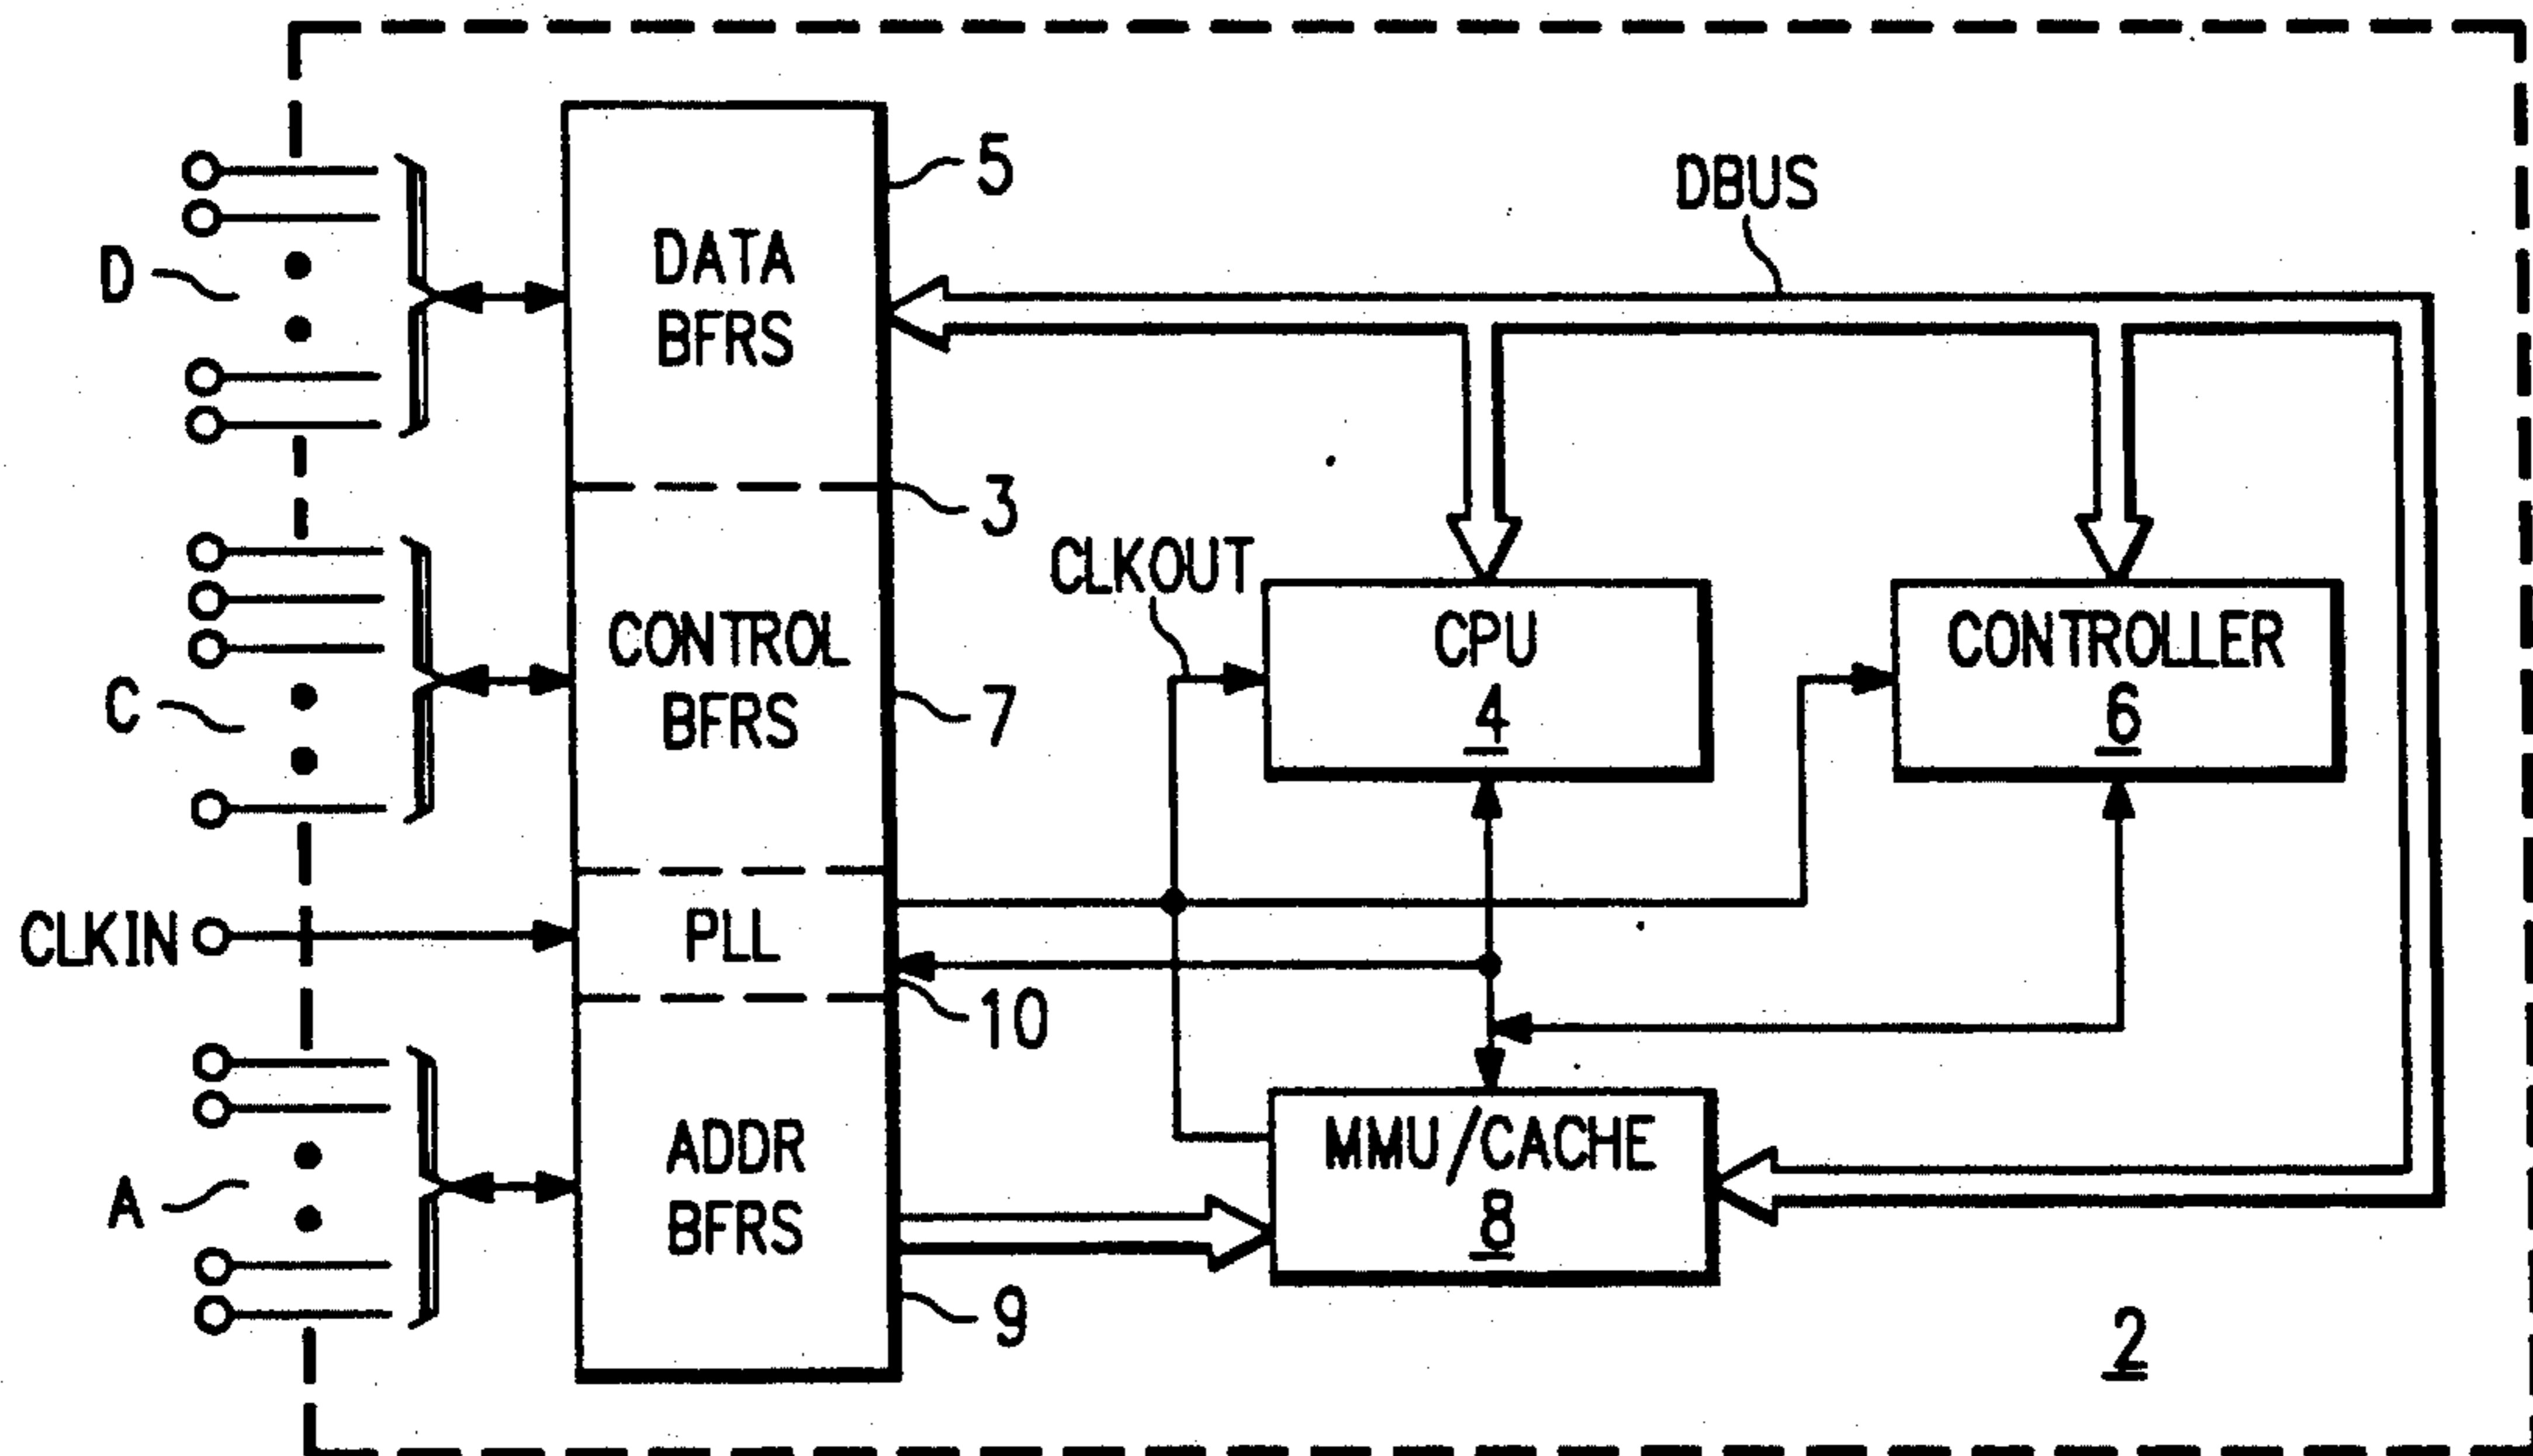 5
DBUS
D
DATA
BFRS
3
CLKOUT
CPU
4
CONTROLLER
6
C
CONTROL
BFRS
7
CLKIN
PLL
10
A
ADDR
BFRS
MMU/CACHE
8
9
2